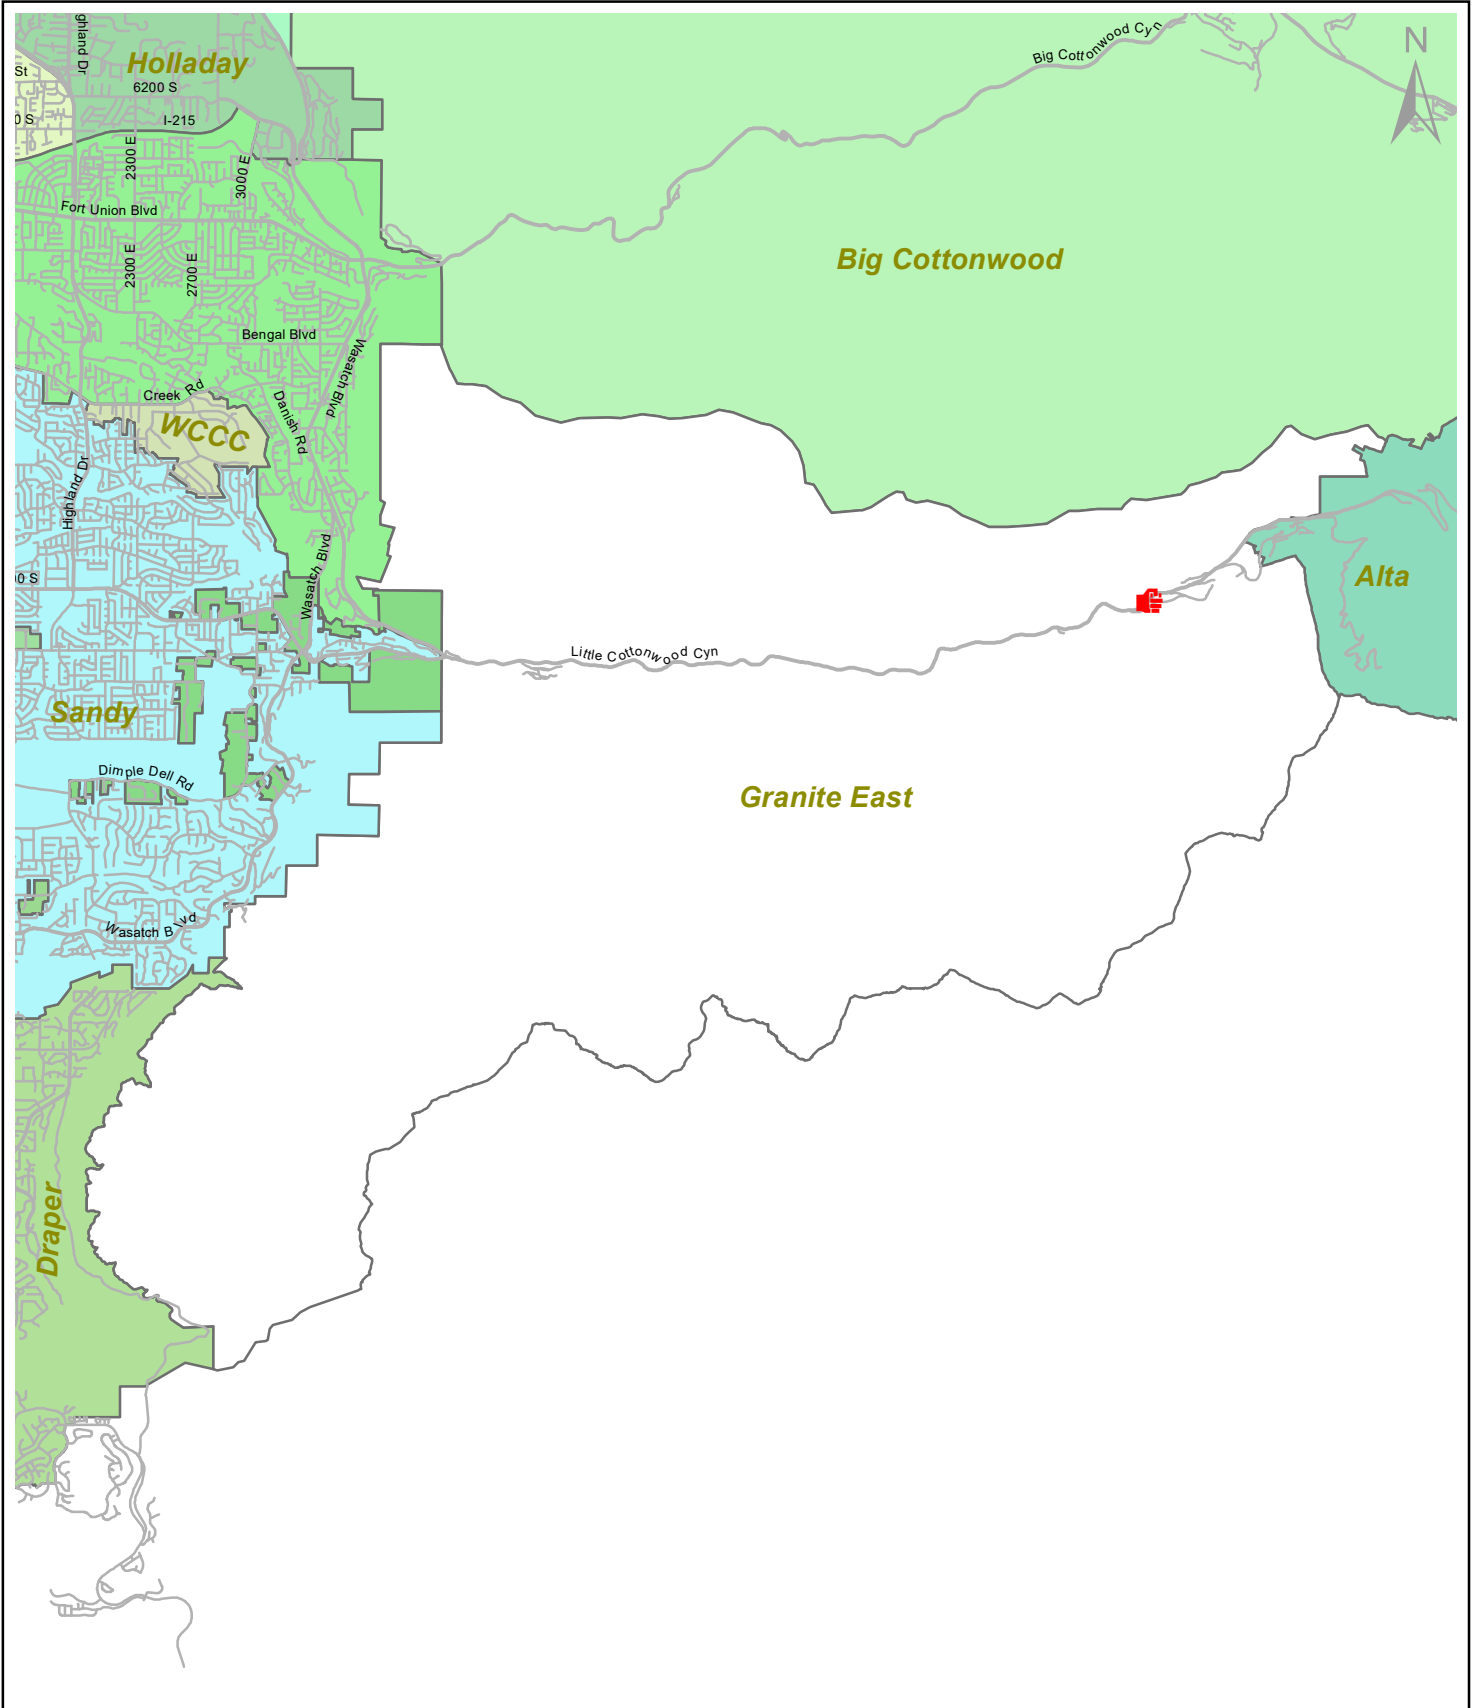 ghland Dr
Holladay
6200 S
St
0 S
I-215
2300 E
3000 E
Fort Union Blvd
2300 E
2700 E
Bengal Blvd
Wasatch Blvd
Creek Rd
Danish Rd
WCCC
Highland Dr
Big Cottonwood Cyn
N
Big Cottonwood
00 S
Wasatch Blvd
Alta
Little Cottonwood Cyn
Sandy
Dimple Dell Rd
Granite East
Wasatch Blvd
Draper